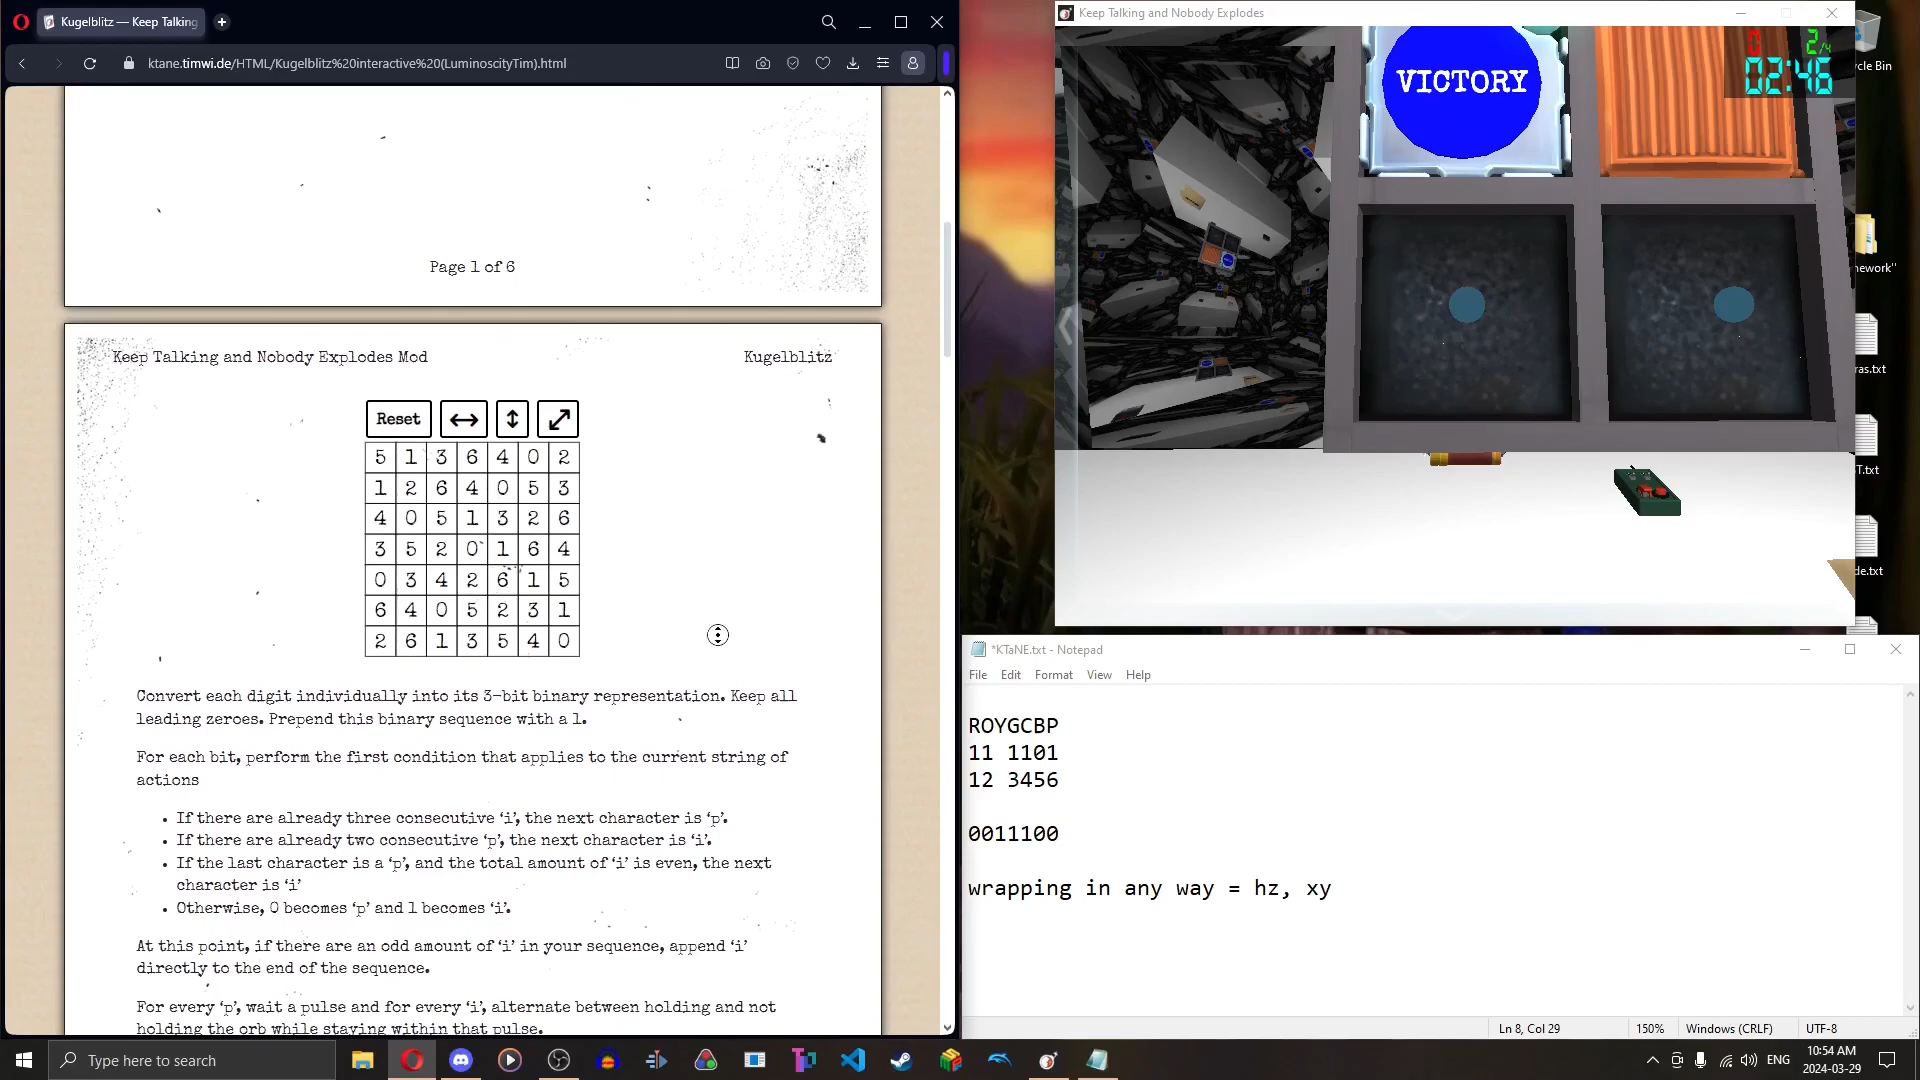 Kugelblitz — Keep Talking
ktane.timwi.de/HTML/Kugelblitz%20interactive%20(LuminoscityTim).html
Page 1 of 6
Keep Talking and Nobody Explodes Mod
Kugelblitz
Reset
5 1 3 6 4 0 2
1 2 6 4 0 5 3
4 0 5 1 3 2 6
3 5 2 0 1 6 4
0 3 4 2 6 1 5
6 4 0 5 2 3 1
2 6 1 3 5 4 0
Convert each digit individually into its 3-bit binary representation. Keep all
leading zeroes. Prepend this binary sequence with a 1.
For each bit, perform the first condition that applies to the current string of
actions
• If there are already three consecutive ‘i’, the next character is ‘p’.
• If there are already two consecutive ‘p’, the next character is ‘i’.
• If the last character is a ‘p’, and the total amount of ‘i’ is even, the next
character is ‘i’
• Otherwise, 0 becomes ‘p’ and 1 becomes ‘i’.
At this point, if there are an odd amount of ‘i’ in your sequence, append ‘i’
directly to the end of the sequence.
For every ‘p’, wait a pulse and for every ‘i’, alternate between holding and not
holding the orb while staying within that pulse.
Keep Talking and Nobody Explodes
VICTORY
0 2/4
02:46
cle Bin
ework"
ras.txt
T.txt
de.txt
*KTaNE.txt - Notepad
File Edit Format View Help
ROYGCBP
11 1101
12 3456
0011100
wrapping in any way = hz, xy
Ln 8, Col 29
150%
Windows (CRLF)
UTF-8
Type here to search
ENG
10:54 AM
2024-03-29